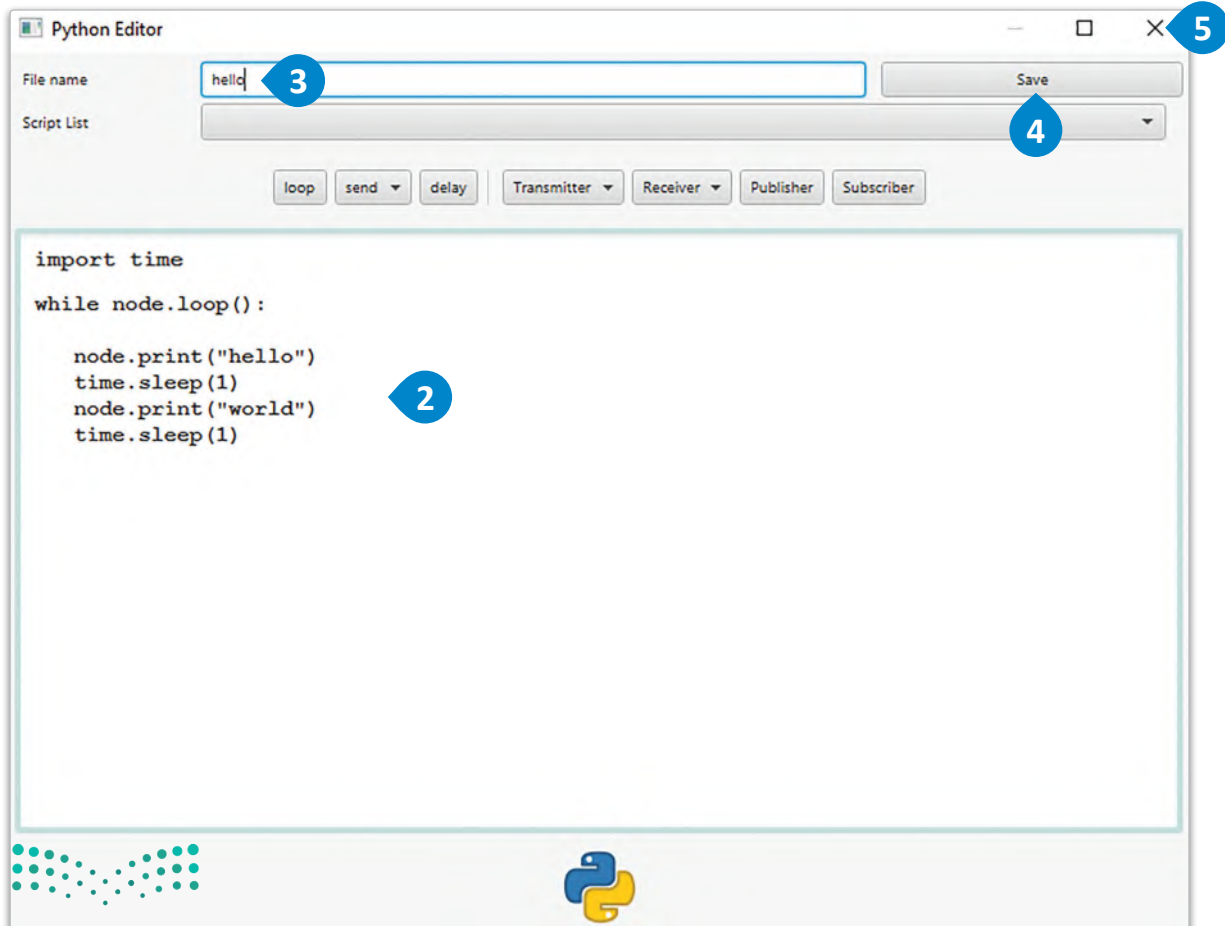 Python Editor
5
File name
hello
3
Save
Script List
4
loop send delay Transmitter Receiver Publisher Subscriber
import time
while node.loop():
node.print("hello")
time.sleep(1)
node.print("world")
time.sleep(1)
2